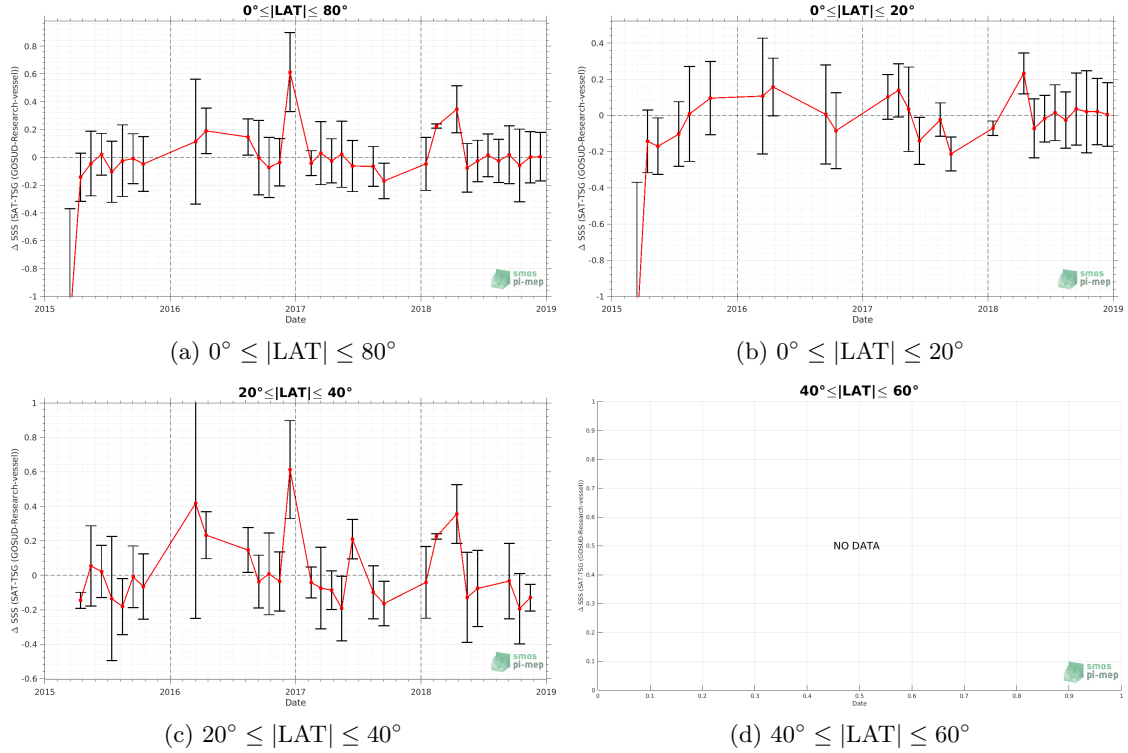 0°≤|LAT|≤ 80°
Δ SSS (SAT-TSG (GOSUD-Research-vessel))
0.8
0.6
0.4
0.2
0
-0.2
-0.4
-0.6
-0.8
-1
2015
2016
2017
2018
2019
Date
smos
pi-mep
(a) 0° ≤ |LAT| ≤ 80°
0°≤|LAT|≤ 20°
Δ SSS (SAT-TSG (GOSUD-Research-vessel))
0.4
0.2
0
-0.2
-0.4
-0.6
-0.8
-1
2015
2016
2017
2018
2019
Date
smos
pi-mep
(b) 0° ≤ |LAT| ≤ 20°
20°≤|LAT|≤ 40°
Δ SSS (SAT-TSG (GOSUD-Research-vessel))
1
0.8
0.6
0.4
0.2
0
-0.2
-0.4
-0.6
2015
2016
2017
2018
2019
Date
smos
pi-mep
(c) 20° ≤ |LAT| ≤ 40°
40°≤|LAT|≤ 60°
Δ SSS (SAT-TSG (GOSUD-Research-vessel))
1
0.9
0.8
0.7
0.6
0.5
0.4
0.3
0.2
0.1
0
NO DATA
0
0.1
0.2
0.3
0.4
0.5
0.6
0.7
0.8
0.9
1
Date
smos
pi-mep
(d) 40° ≤ |LAT| ≤ 60°